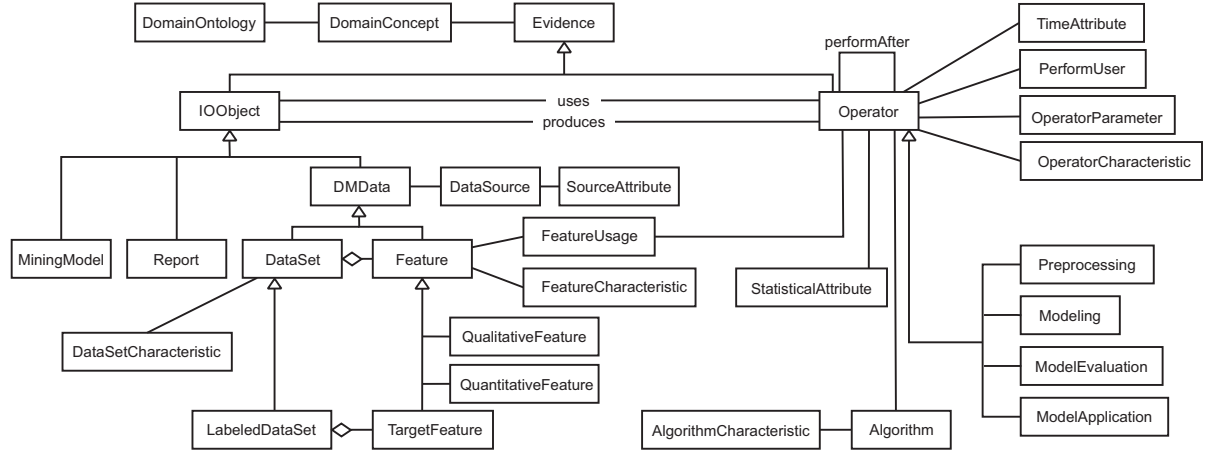 DomainOntology
DomainConcept
Evidence
TimeAttribute
performAfter
PerformUser
IOObject
uses
Operator
produces
OperatorParameter
OperatorCharacteristic
DMData
DataSource
SourceAttribute
MiningModel
Report
DataSet
Feature
FeatureUsage
FeatureCharacteristic
StatisticalAttribute
Preprocessing
Modeling
DataSetCharacteristic
QualitativeFeature
QuantitativeFeature
ModelEvaluation
ModelApplication
LabeledDataSet
TargetFeature
AlgorithmCharacteristic
Algorithm